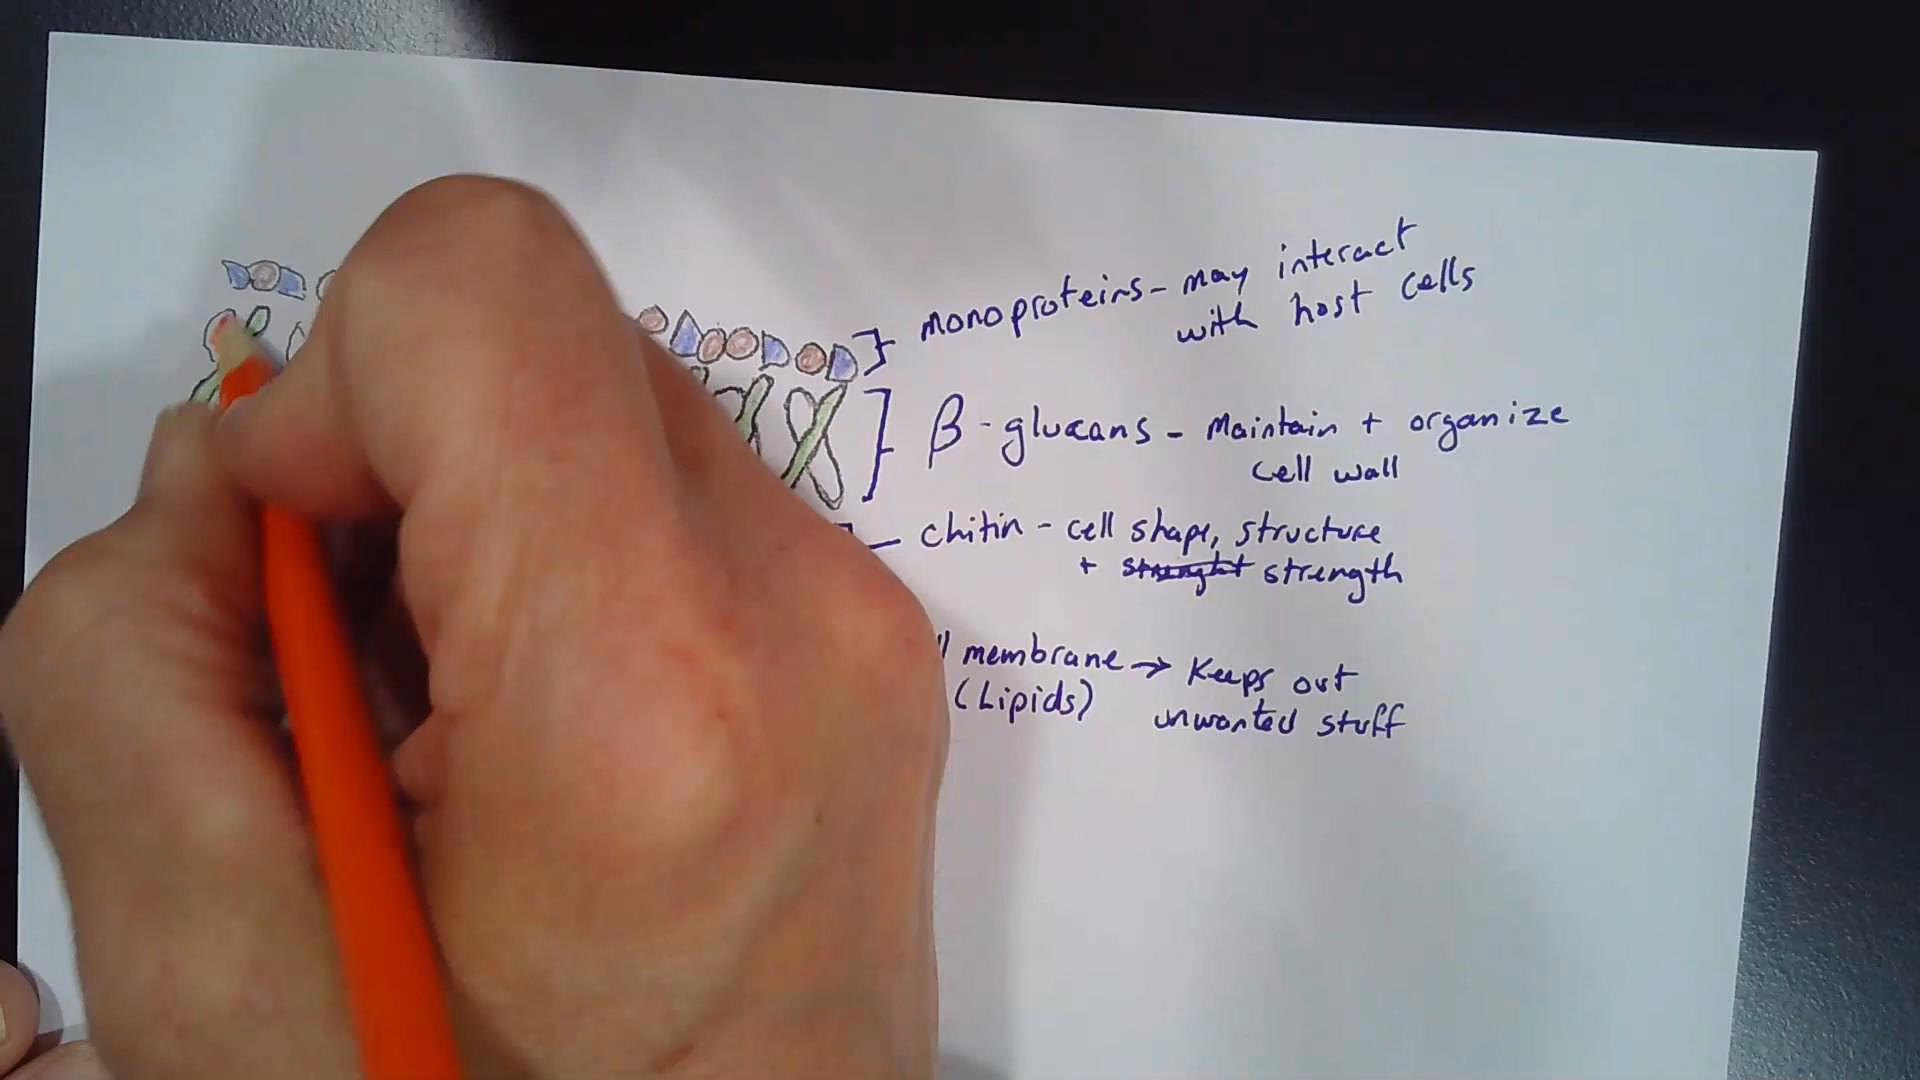 monoproteins - may interact
with host cells
β - glucans - Maintain + organize
cell wall
chitin - cell shape, structure
+ strenght strength
membrane → Keeps out
(Lipids) unwanted stuff